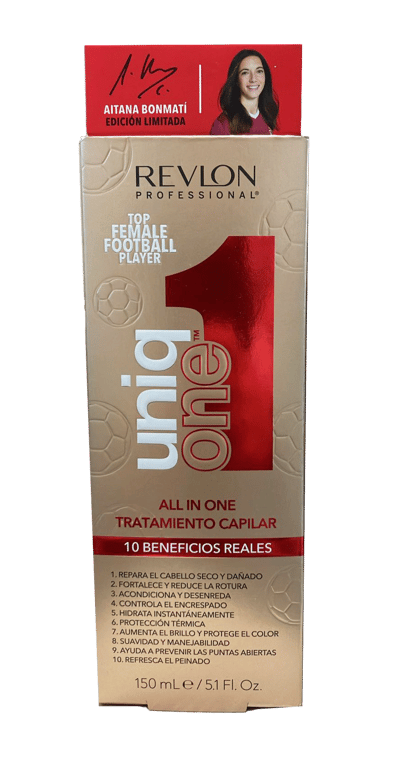 AITANA BONMATÍ
EDICIÓN LIMITADA
REVLON
PROFESSIONAL®
TOP
FEMALE
FOOTBALL
PLAYER
1
uniq
one™
ALL IN ONE
TRATAMIENTO CAPILAR
10 BENEFICIOS REALES
1. REPARA EL CABELLO SECO Y DAÑADO
2. FORTALECE Y REDUCE LA ROTURA
3. ACONDICIONA Y DESENREDA
4. CONTROLA EL ENCRESPADO
5. HIDRATA INSTANTÁNEAMENTE
6. PROTECCIÓN TÉRMICA
7. AUMENTA EL BRILLO Y PROTEGE EL COLOR
8. SUAVIDAD Y MANEJABILIDAD
9. AYUDA A PREVENIR LAS PUNTAS ABIERTAS
10. REFRESCA EL PEINADO
150 mL ℮ / 5.1 Fl. Oz.